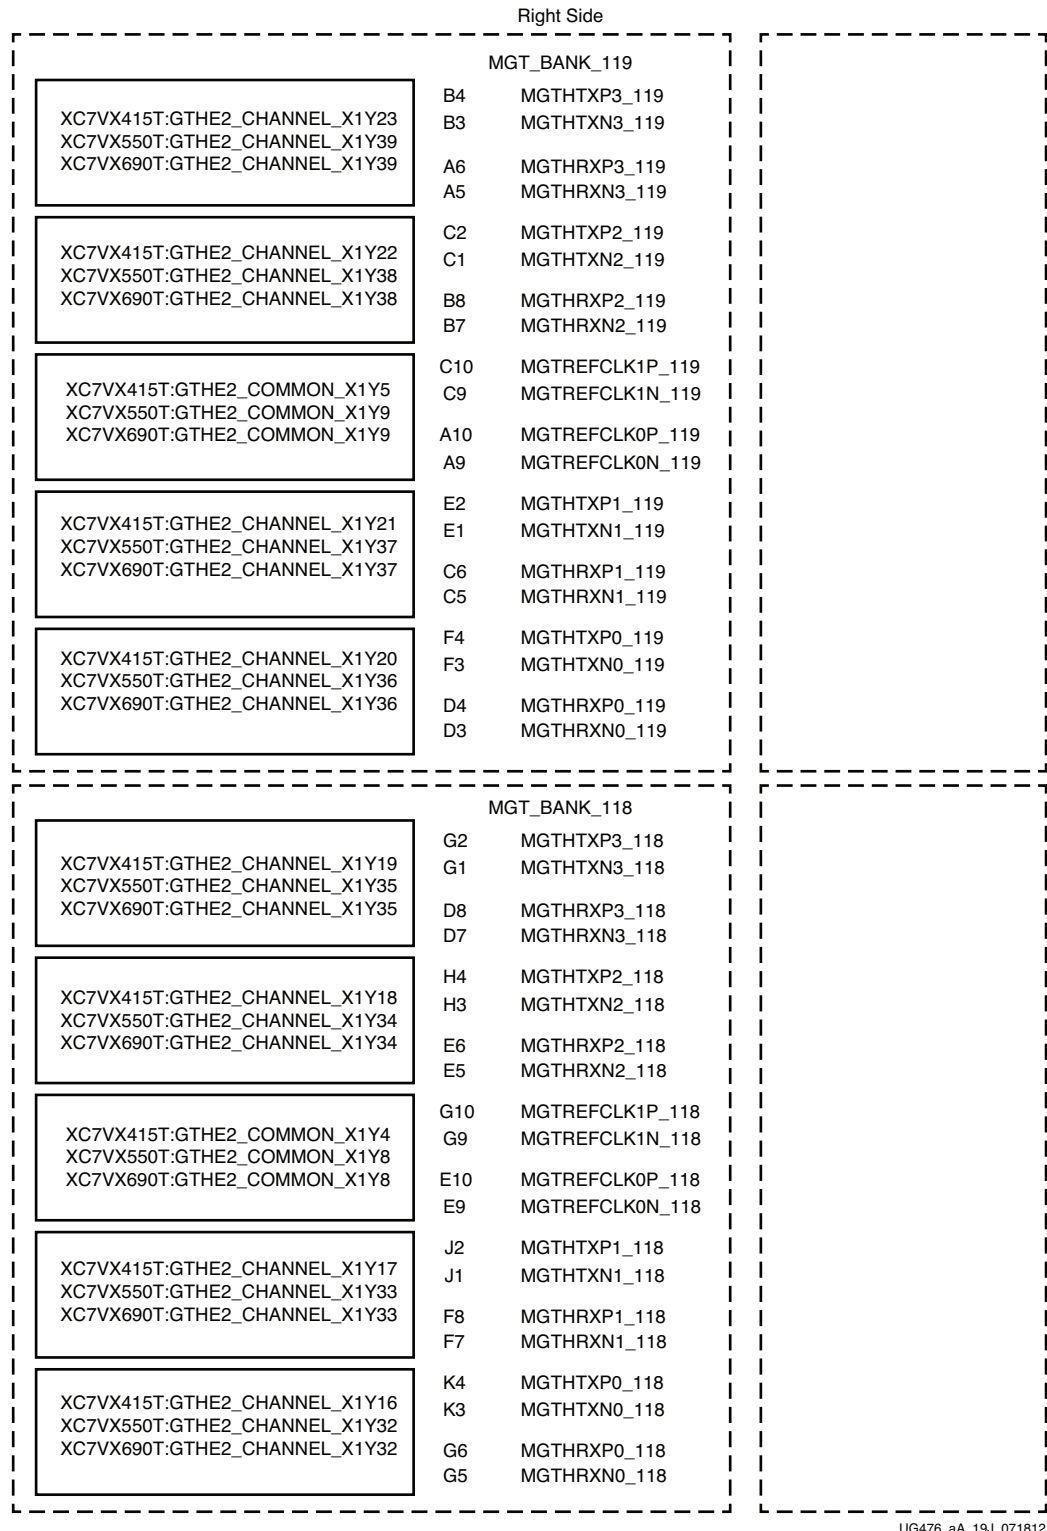 Right Side
MGT_BANK_119
XC7VX415T:GTHE2_CHANNEL_X1Y23
XC7VX550T:GTHE2_CHANNEL_X1Y39
XC7VX690T:GTHE2_CHANNEL_X1Y39
B4 MGTHTXP3_119
B3 MGTHTXN3_119
A6 MGTHRXP3_119
A5 MGTHRXN3_119
XC7VX415T:GTHE2_CHANNEL_X1Y22
XC7VX550T:GTHE2_CHANNEL_X1Y38
XC7VX690T:GTHE2_CHANNEL_X1Y38
C2 MGTHTXP2_119
C1 MGTHTXN2_119
B8 MGTHRXP2_119
B7 MGTHRXN2_119
XC7VX415T:GTHE2_COMMON_X1Y5
XC7VX550T:GTHE2_COMMON_X1Y9
XC7VX690T:GTHE2_COMMON_X1Y9
C10 MGTREFCLK1P_119
C9 MGTREFCLK1N_119
A10 MGTREFCLK0P_119
A9 MGTREFCLK0N_119
XC7VX415T:GTHE2_CHANNEL_X1Y21
XC7VX550T:GTHE2_CHANNEL_X1Y37
XC7VX690T:GTHE2_CHANNEL_X1Y37
E2 MGTHTXP1_119
E1 MGTHTXN1_119
C6 MGTHRXP1_119
C5 MGTHRXN1_119
XC7VX415T:GTHE2_CHANNEL_X1Y20
XC7VX550T:GTHE2_CHANNEL_X1Y36
XC7VX690T:GTHE2_CHANNEL_X1Y36
F4 MGTHTXP0_119
F3 MGTHTXN0_119
D4 MGTHRXP0_119
D3 MGTHRXN0_119
MGT_BANK_118
XC7VX415T:GTHE2_CHANNEL_X1Y19
XC7VX550T:GTHE2_CHANNEL_X1Y35
XC7VX690T:GTHE2_CHANNEL_X1Y35
G2 MGTHTXP3_118
G1 MGTHTXN3_118
D8 MGTHRXP3_118
D7 MGTHRXN3_118
XC7VX415T:GTHE2_CHANNEL_X1Y18
XC7VX550T:GTHE2_CHANNEL_X1Y34
XC7VX690T:GTHE2_CHANNEL_X1Y34
H4 MGTHTXP2_118
H3 MGTHTXN2_118
E6 MGTHRXP2_118
E5 MGTHRXN2_118
XC7VX415T:GTHE2_COMMON_X1Y4
XC7VX550T:GTHE2_COMMON_X1Y8
XC7VX690T:GTHE2_COMMON_X1Y8
G10 MGTREFCLK1P_118
G9 MGTREFCLK1N_118
E10 MGTREFCLK0P_118
E9 MGTREFCLK0N_118
XC7VX415T:GTHE2_CHANNEL_X1Y17
XC7VX550T:GTHE2_CHANNEL_X1Y33
XC7VX690T:GTHE2_CHANNEL_X1Y33
J2 MGTHTXP1_118
J1 MGTHTXN1_118
F8 MGTHRXP1_118
F7 MGTHRXN1_118
XC7VX415T:GTHE2_CHANNEL_X1Y16
XC7VX550T:GTHE2_CHANNEL_X1Y32
XC7VX690T:GTHE2_CHANNEL_X1Y32
K4 MGTHTXP0_118
K3 MGTHTXN0_118
G6 MGTHRXP0_118
G5 MGTHRXN0_118
UG476_aA_19J_071812